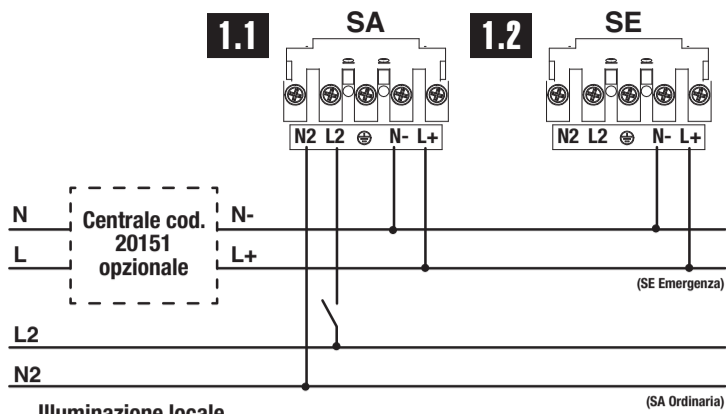 1.1 SA 1.2 SE
N2 L2 N- L+ N2 L2 N- L+
N Centrale cod. N-
20151
L opzionale L+
(SE Emergenza)
L2
N2
(SA Ordinaria)
Illuminazione locale